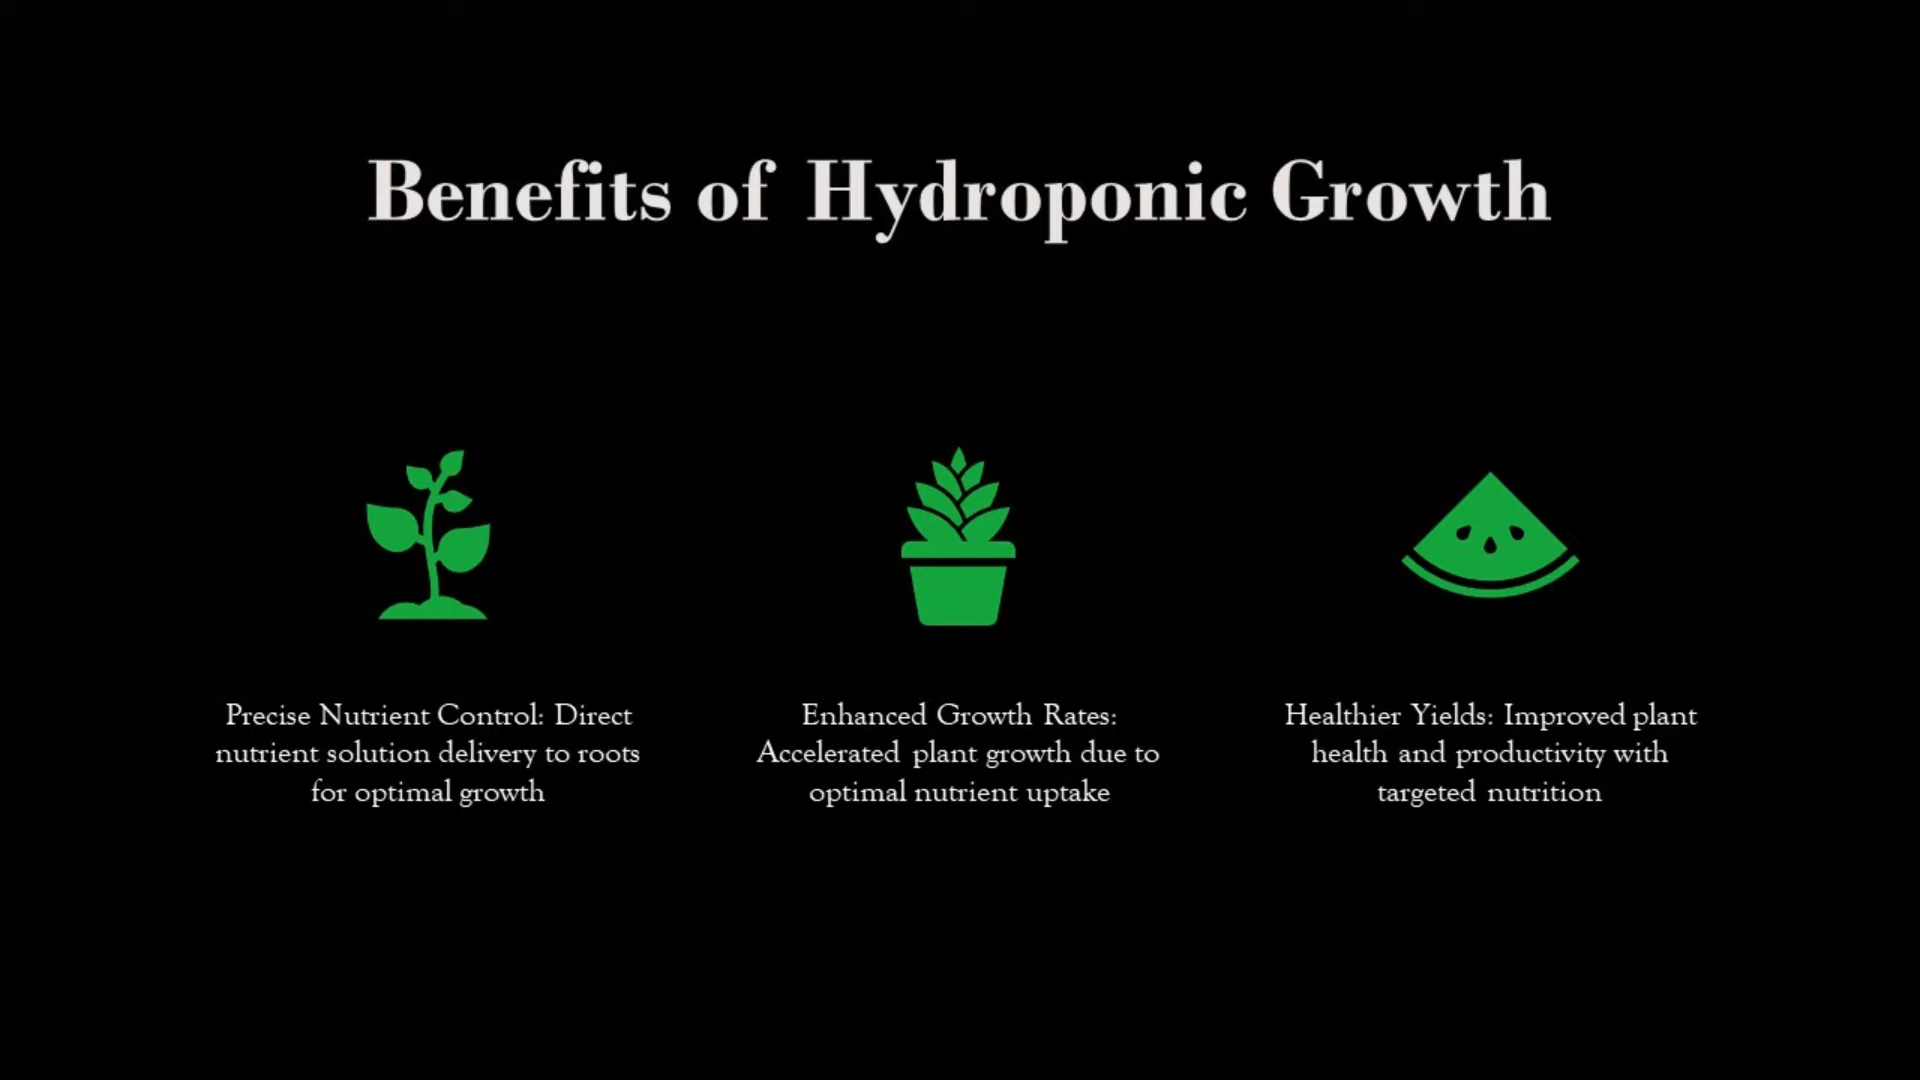 Benefits of Hydroponic Growth
Precise Nutrient Control: Direct
nutrient solution delivery to roots
for optimal growth
Enhanced Growth Rates:
Accelerated plant growth due to
optimal nutrient uptake
Healthier Yields: Improved plant
health and productivity with
targeted nutrition